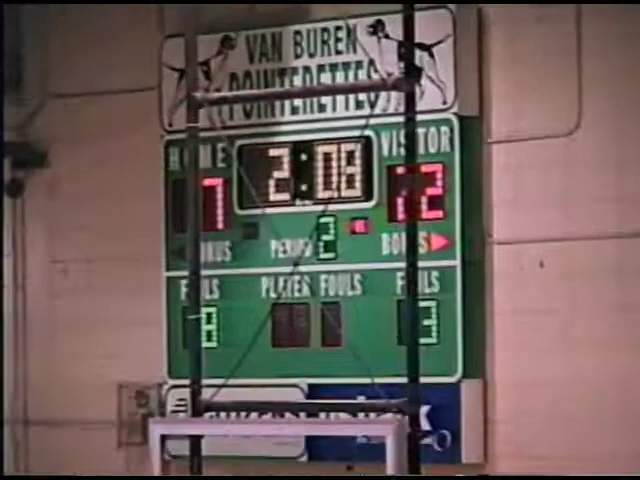 VAN BUREN
POINTERETTES
HOME 2:08 VISITOR
7 12
BONUS PERIOD 2 BONUS
FOULS PLAYER FOULS FOULS
8 3